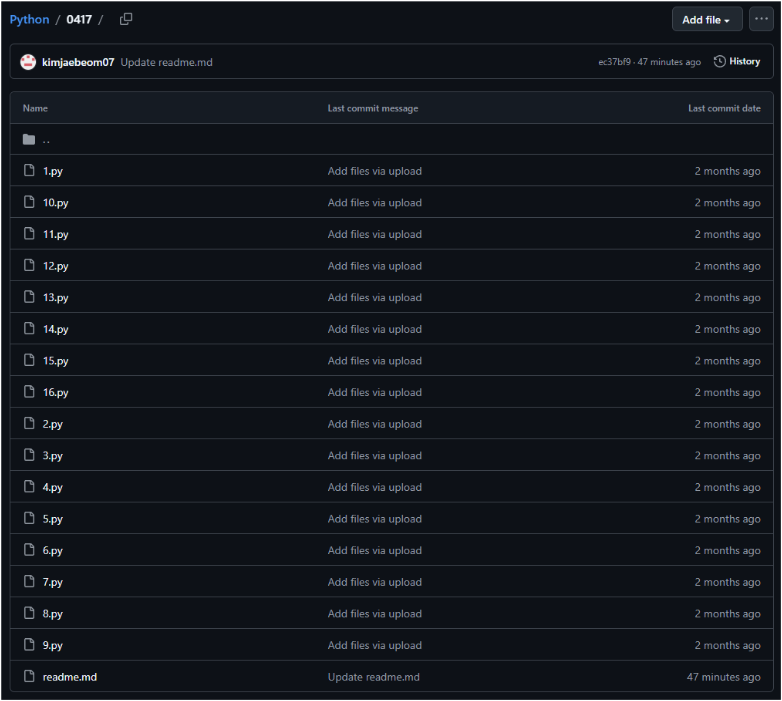 Python / 0417 /
Add file
kimjaebeom07 Update readme.md ec37bf9 · 47 minutes ago History
Name Last commit message Last commit date
..
1.py Add files via upload 2 months ago
10.py Add files via upload 2 months ago
11.py Add files via upload 2 months ago
12.py Add files via upload 2 months ago
13.py Add files via upload 2 months ago
14.py Add files via upload 2 months ago
15.py Add files via upload 2 months ago
16.py Add files via upload 2 months ago
2.py Add files via upload 2 months ago
3.py Add files via upload 2 months ago
4.py Add files via upload 2 months ago
5.py Add files via upload 2 months ago
6.py Add files via upload 2 months ago
7.py Add files via upload 2 months ago
8.py Add files via upload 2 months ago
9.py Add files via upload 2 months ago
readme.md Update readme.md 47 minutes ago